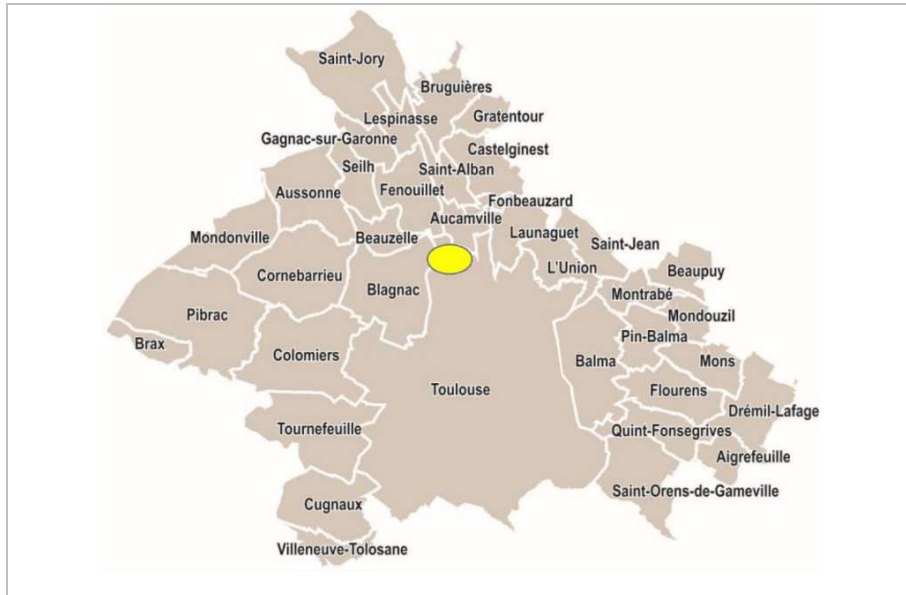 Saint-Jory
Bruguières
Lespinasse
Gratentour
Gagnac-sur-Garonne
Castelginest
Seilh
Saint-Alban
Aussonne
Fenouillet
Fonbeauzard
Aucamville
Launaguet
Mondonville
Beauzelle
Saint-Jean
Cornebarrieu
L'Union
Beaupuy
Blagnac
Montrabé
Pibrac
Mondouzil
Pin-Balma
Brax
Colomiers
Balma
Mons
Toulouse
Flourens
Drémil-Lafage
Tournefeuille
Quint-Fonsegrives
Aigrefeuille
Saint-Orens-de-Gameville
Cugnaux
Villeneuve-Tolosane